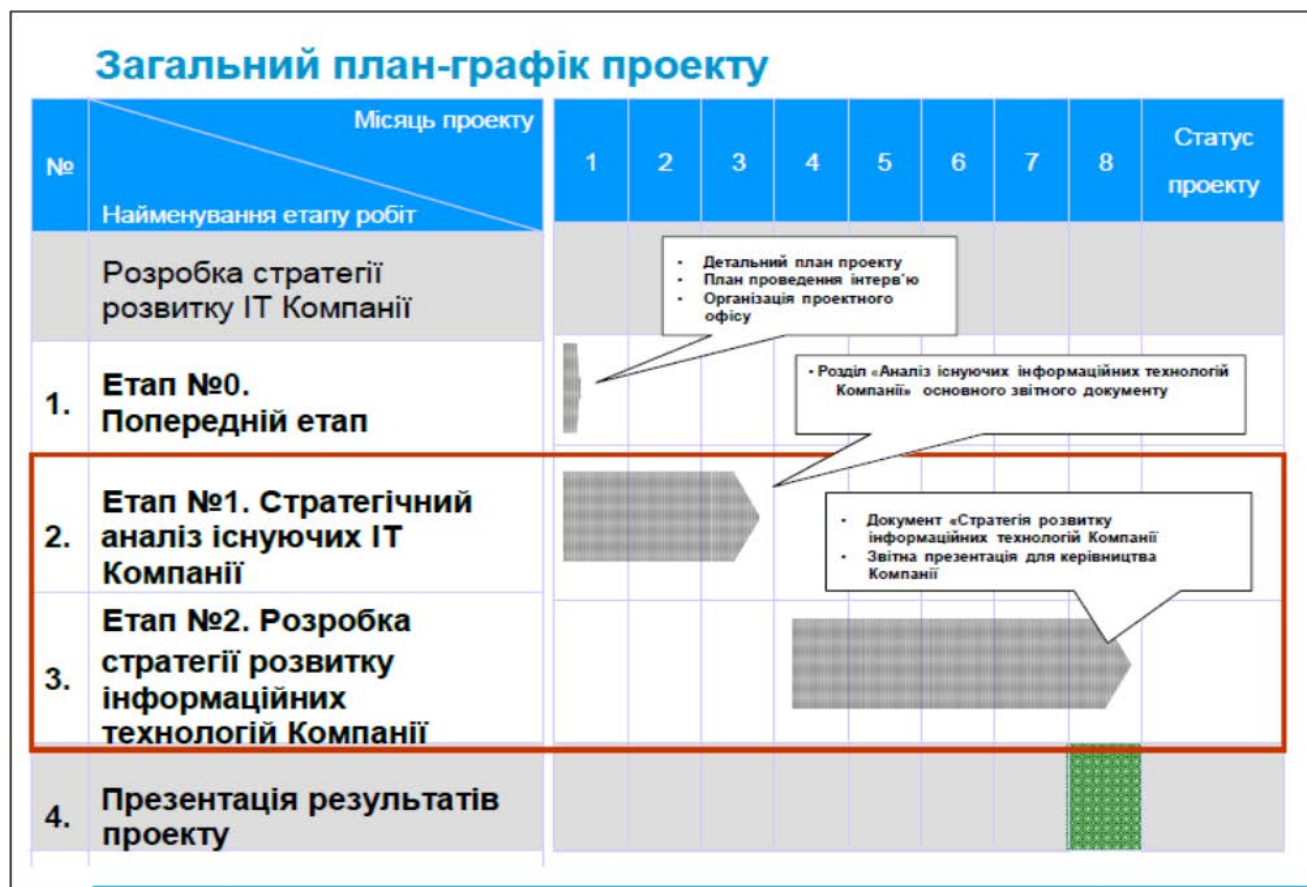 Загальний план-графік проекту
Місяць проекту
№
Найменування етапу робіт
1 2 3 4 5 6 7 8
Статус
проекту
Розробка стратегії
розвитку ІТ Компанії
• Детальний план проекту
• План проведення інтерв'ю
• Організація проектного
офісу
1.
Етап №0.
Попередній етап
• Розділ «Аналіз існуючих інформаційних технологій
Компанії» основного звітного документу
2.
Етап №1. Стратегічний
аналіз існуючих ІТ
Компанії
• Документ «Стратегія розвитку
інформаційних технологій Компанії
• Звітна презентація для керівництва
Компанії
3.
Етап №2. Розробка
стратегії розвитку
інформаційних
технологій Компанії
4.
Презентація результатів
проекту